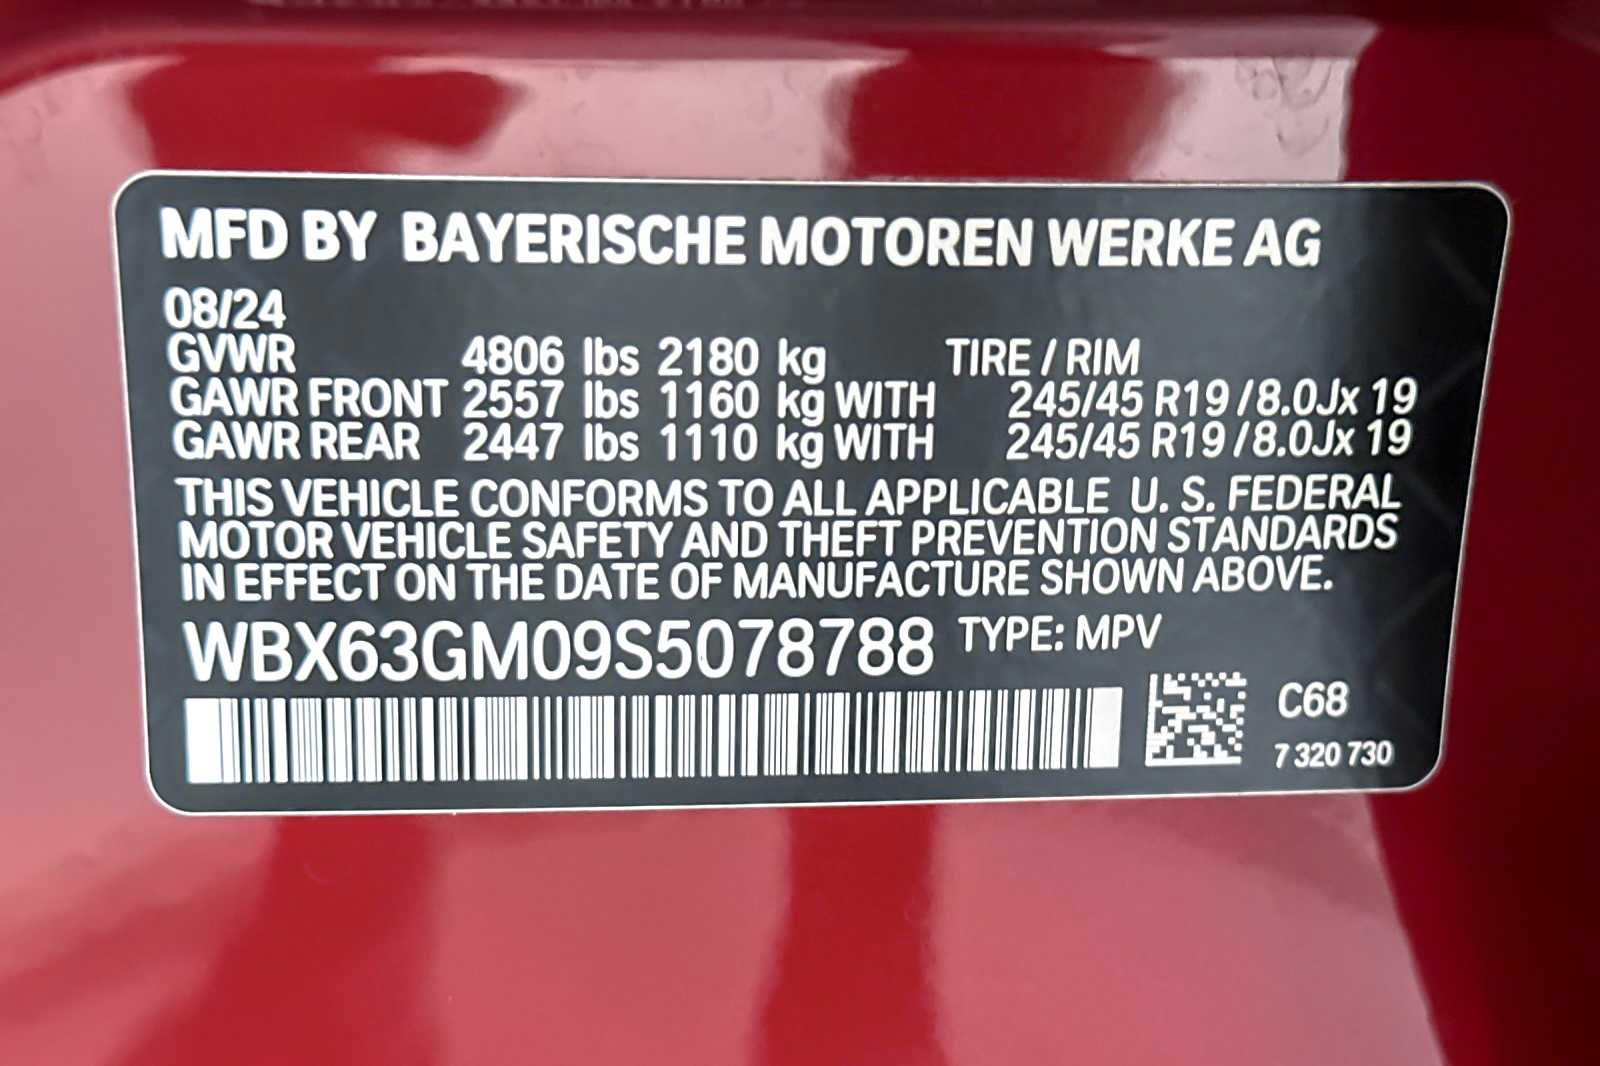 MFD BY BAYERISCHE MOTOREN WERKE AG
08/24
GVWR 4806 lbs 2180 kg TIRE / RIM
GAWR FRONT 2557 lbs 1160 kg WITH 245/45 R19 / 8.0Jx 19
GAWR REAR 2447 lbs 1110 kg WITH 245/45 R19 / 8.0Jx 19
THIS VEHICLE CONFORMS TO ALL APPLICABLE U. S. FEDERAL
MOTOR VEHICLE SAFETY AND THEFT PREVENTION STANDARDS
IN EFFECT ON THE DATE OF MANUFACTURE SHOWN ABOVE.
WBX63GM09S5078788 TYPE: MPV
C68
7 320 730